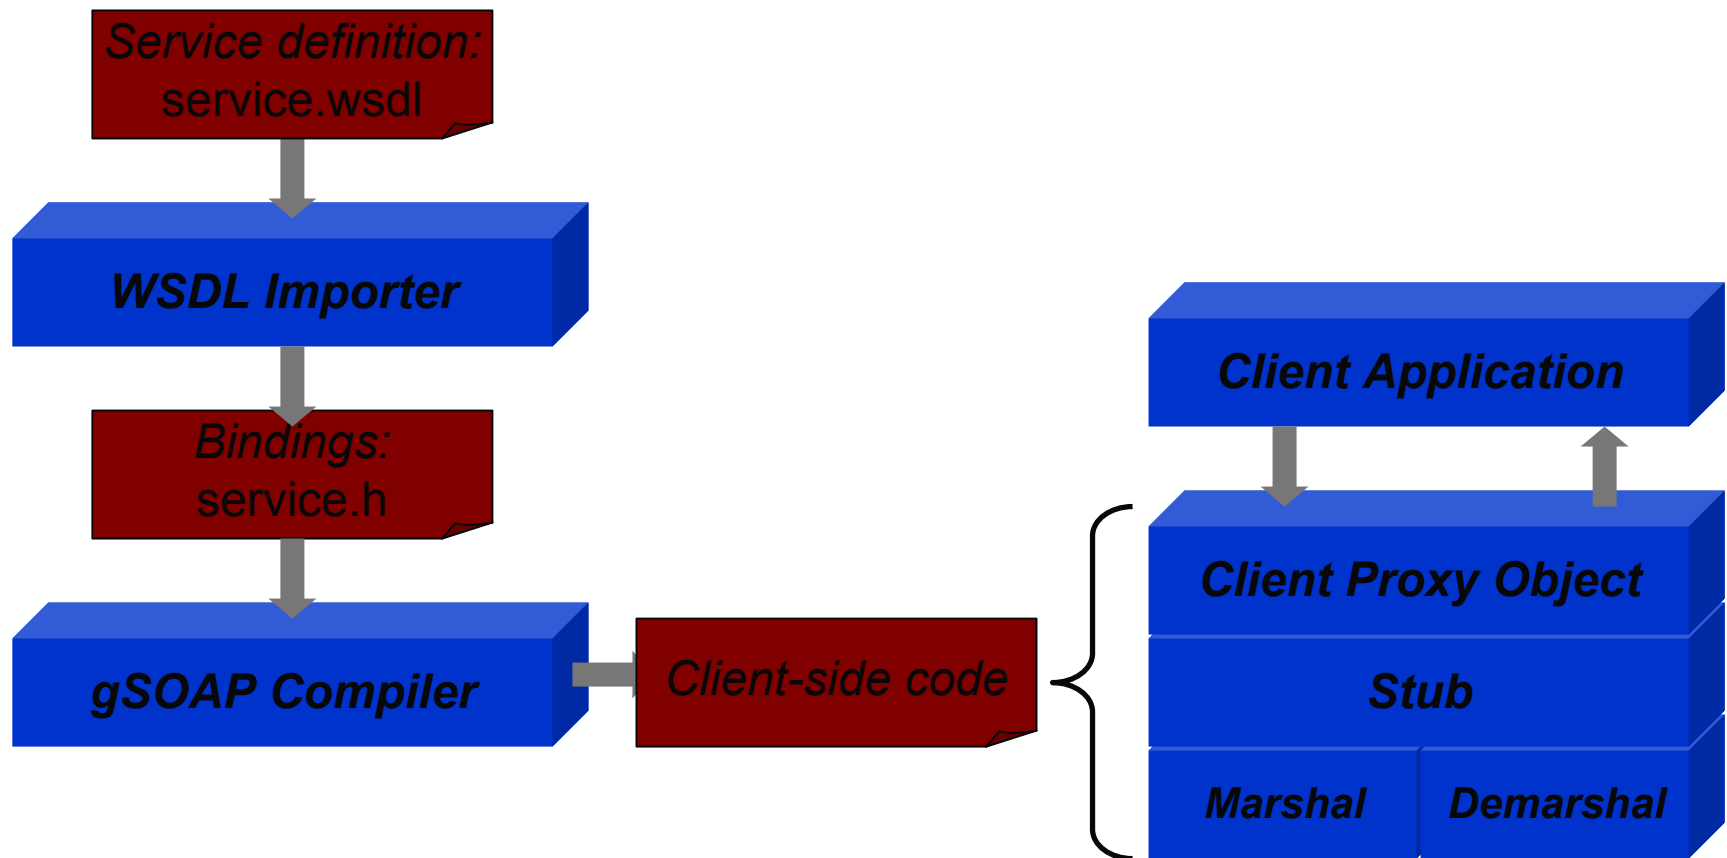 Service definition:
service.wsdl
WSDL Importer
Bindings:
service.h
gSOAP Compiler
Client-side code
Client Application
Client Proxy Object
Stub
Marshal
Demarshal